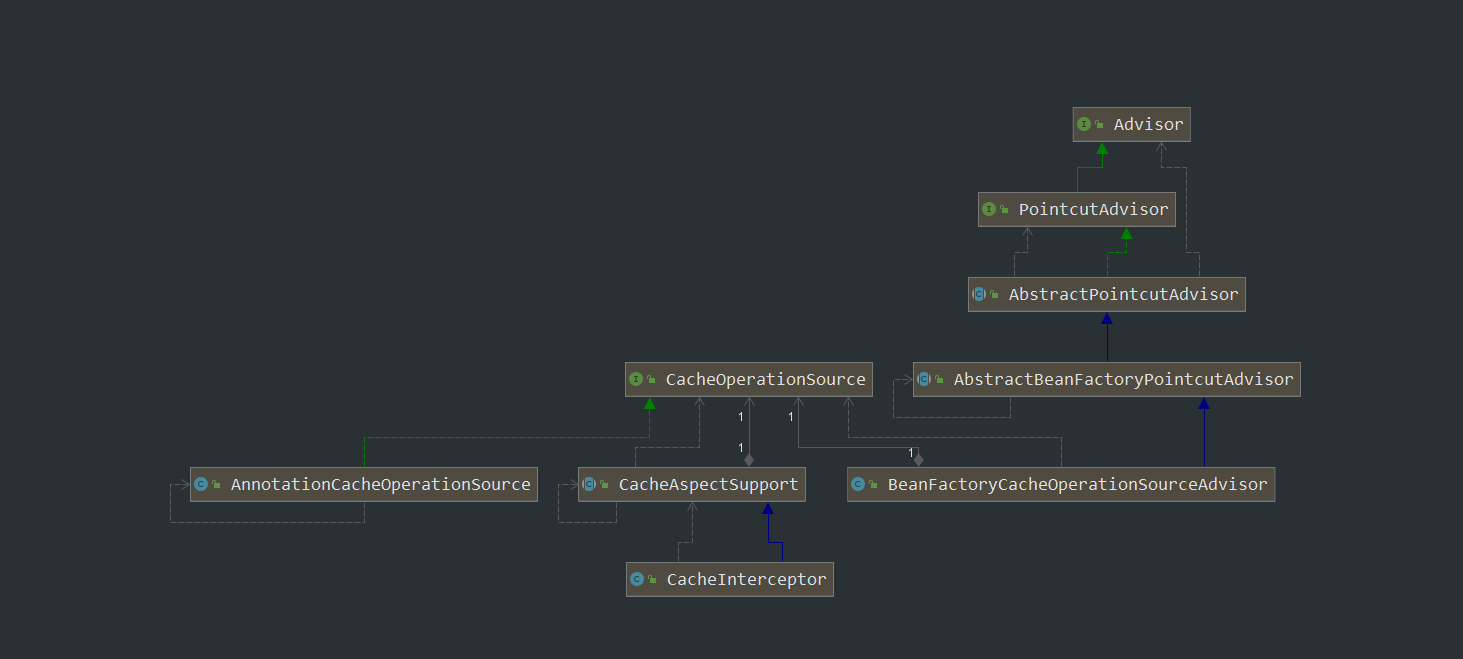 Advisor
PointcutAdvisor
AbstractPointcutAdvisor
CacheOperationSource
AbstractBeanFactoryPointcutAdvisor
1
1
1
1
AnnotationCacheOperationSource
CacheAspectSupport
BeanFactoryCacheOperationSourceAdvisor
CacheInterceptor